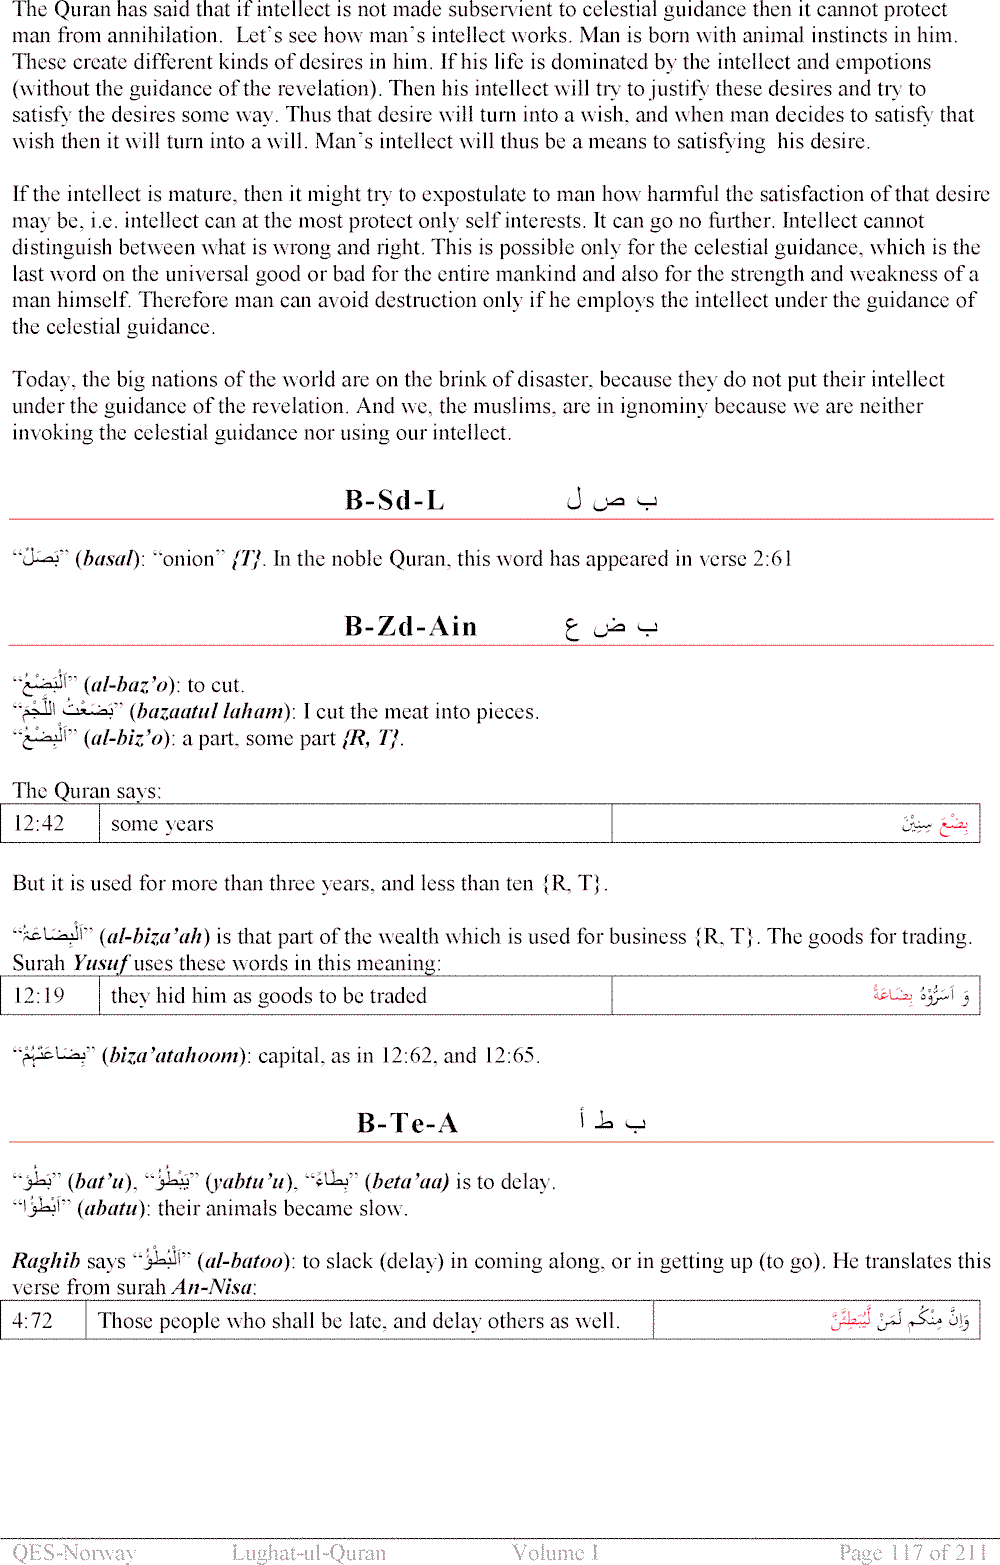 The Quran has said that if intellect is not made subservient to celestial guidance then it cannot protect
man from annihilation.  Let's see how man's intellect works. Man is born with animal instincts in him.
These create different kinds of desires in him. If his life is dominated by the intellect and empotions
(without the guidance of the revelation). Then his intellect will try to justify these desires and try to
satisfy the desires some way. Thus that desire will turn into a wish, and when man decides to satisfy that
wish then it will turn into a will. Man's intellect will thus be a means to satisfying  his desire.
If the intellect is mature, then it might try to expostulate to man how harmful the satisfaction of that desire
may be, i.e. intellect can at the most protect only self interests. It can go no further. Intellect cannot
distinguish between what is wrong and right. This is possible only for the celestial guidance, which is the
last word on the universal good or bad for the entire mankind and also for the strength and weakness of a
man himself. Therefore man can avoid destruction only if he employs the intellect under the guidance of
the celestial guidance.
Today, the big nations of the world are on the brink of disaster, because they do not put their intellect
under the guidance of the revelation. And we, the muslims, are in ignominy because we are neither
invoking the celestial guidance nor using our intellect.
B-Sd-L ب ص ل
“بَصَلٌ” (basal): “onion” {T}. In the noble Quran, this word has appeared in verse 2:61
B-Zd-Ain ب ض ع
“اَلْبَضْعُ” (al-baz’o): to cut.
“بَضَعْتُ اللَّحْمَ” (bazaatul laham): I cut the meat into pieces.
“اَلْبِضْعُ” (al-biz’o): a part, some part {R, T}.
The Quran says:
12:42 some years بِضْعَ سِنِيْنَ
But it is used for more than three years, and less than ten {R, T}.
“اَلْبِضَاعَۃُ” (al-biza’ah) is that part of the wealth which is used for business {R, T}. The goods for trading.
Surah Yusuf uses these words in this meaning:
12:19 they hid him as goods to be traded وَ اَسَرُّوْہُ بِضَاعَۃً
“بِضَاعَتَہُمْ” (biza’atahoom): capital, as in 12:62, and 12:65.
B-Te-A ب ط أ
“بَطُؤَ” (bat’u), “يَبْطُؤُ” (yabtu’u), “بِطَاءً” (beta’aa) is to delay.
“اَبْطَؤُا” (abatu): their animals became slow.
Raghib says “اَلْبُطْؤُ” (al-batoo): to slack (delay) in coming along, or in getting up (to go). He translates this
verse from surah An-Nisa:
4:72 Those people who shall be late, and delay others as well. وَاِنَّ مِنْکُم لَمَنْ لَّيُبَطِئَنَّ
QES-Norway Lughat-ul-Quran Volume I Page 117 of 211